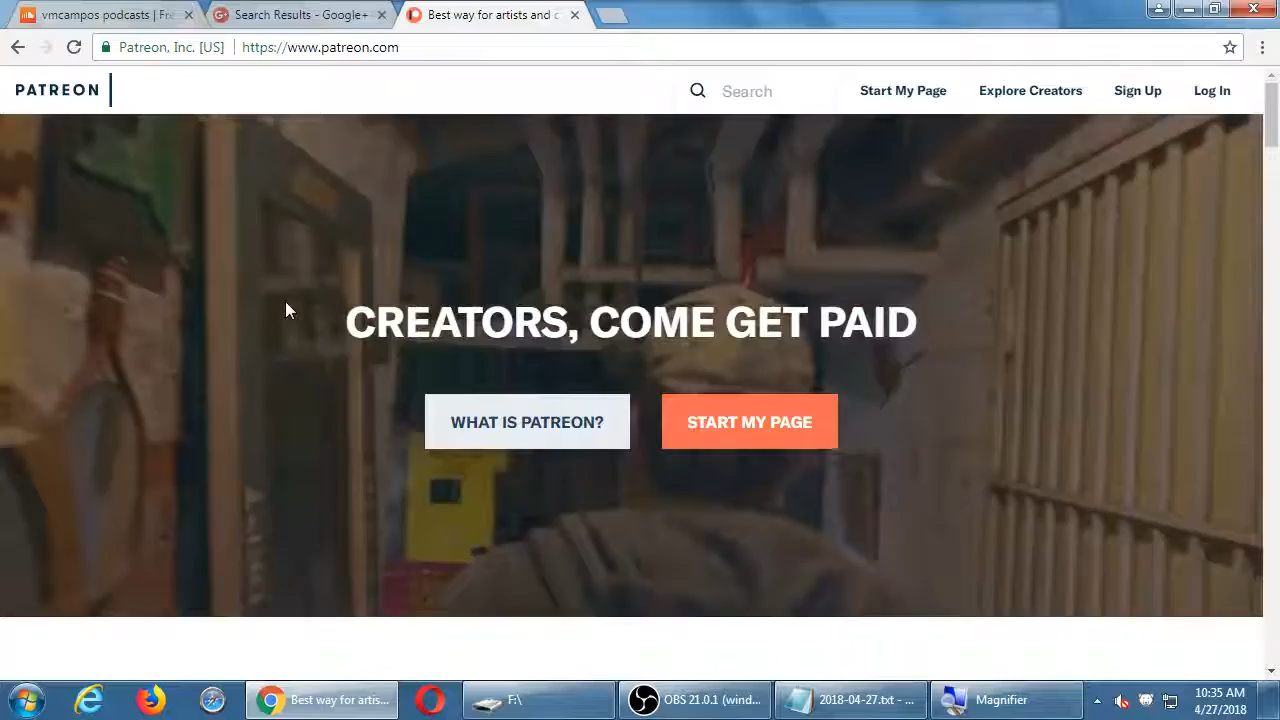 vmcampos podcasts | Fre
Search Results - Google+
Best way for artists and c
Patreon, Inc. [US]
https://www.patreon.com
PATREON
Search
Start My Page
Explore Creators
Sign Up
Log In
CREATORS, COME GET PAID
WHAT IS PATREON?
START MY PAGE
Best way for artis...
F:\
OBS 21.0.1 (wind...
2018-04-27.txt - ...
Magnifier
10:35 AM
4/27/2018